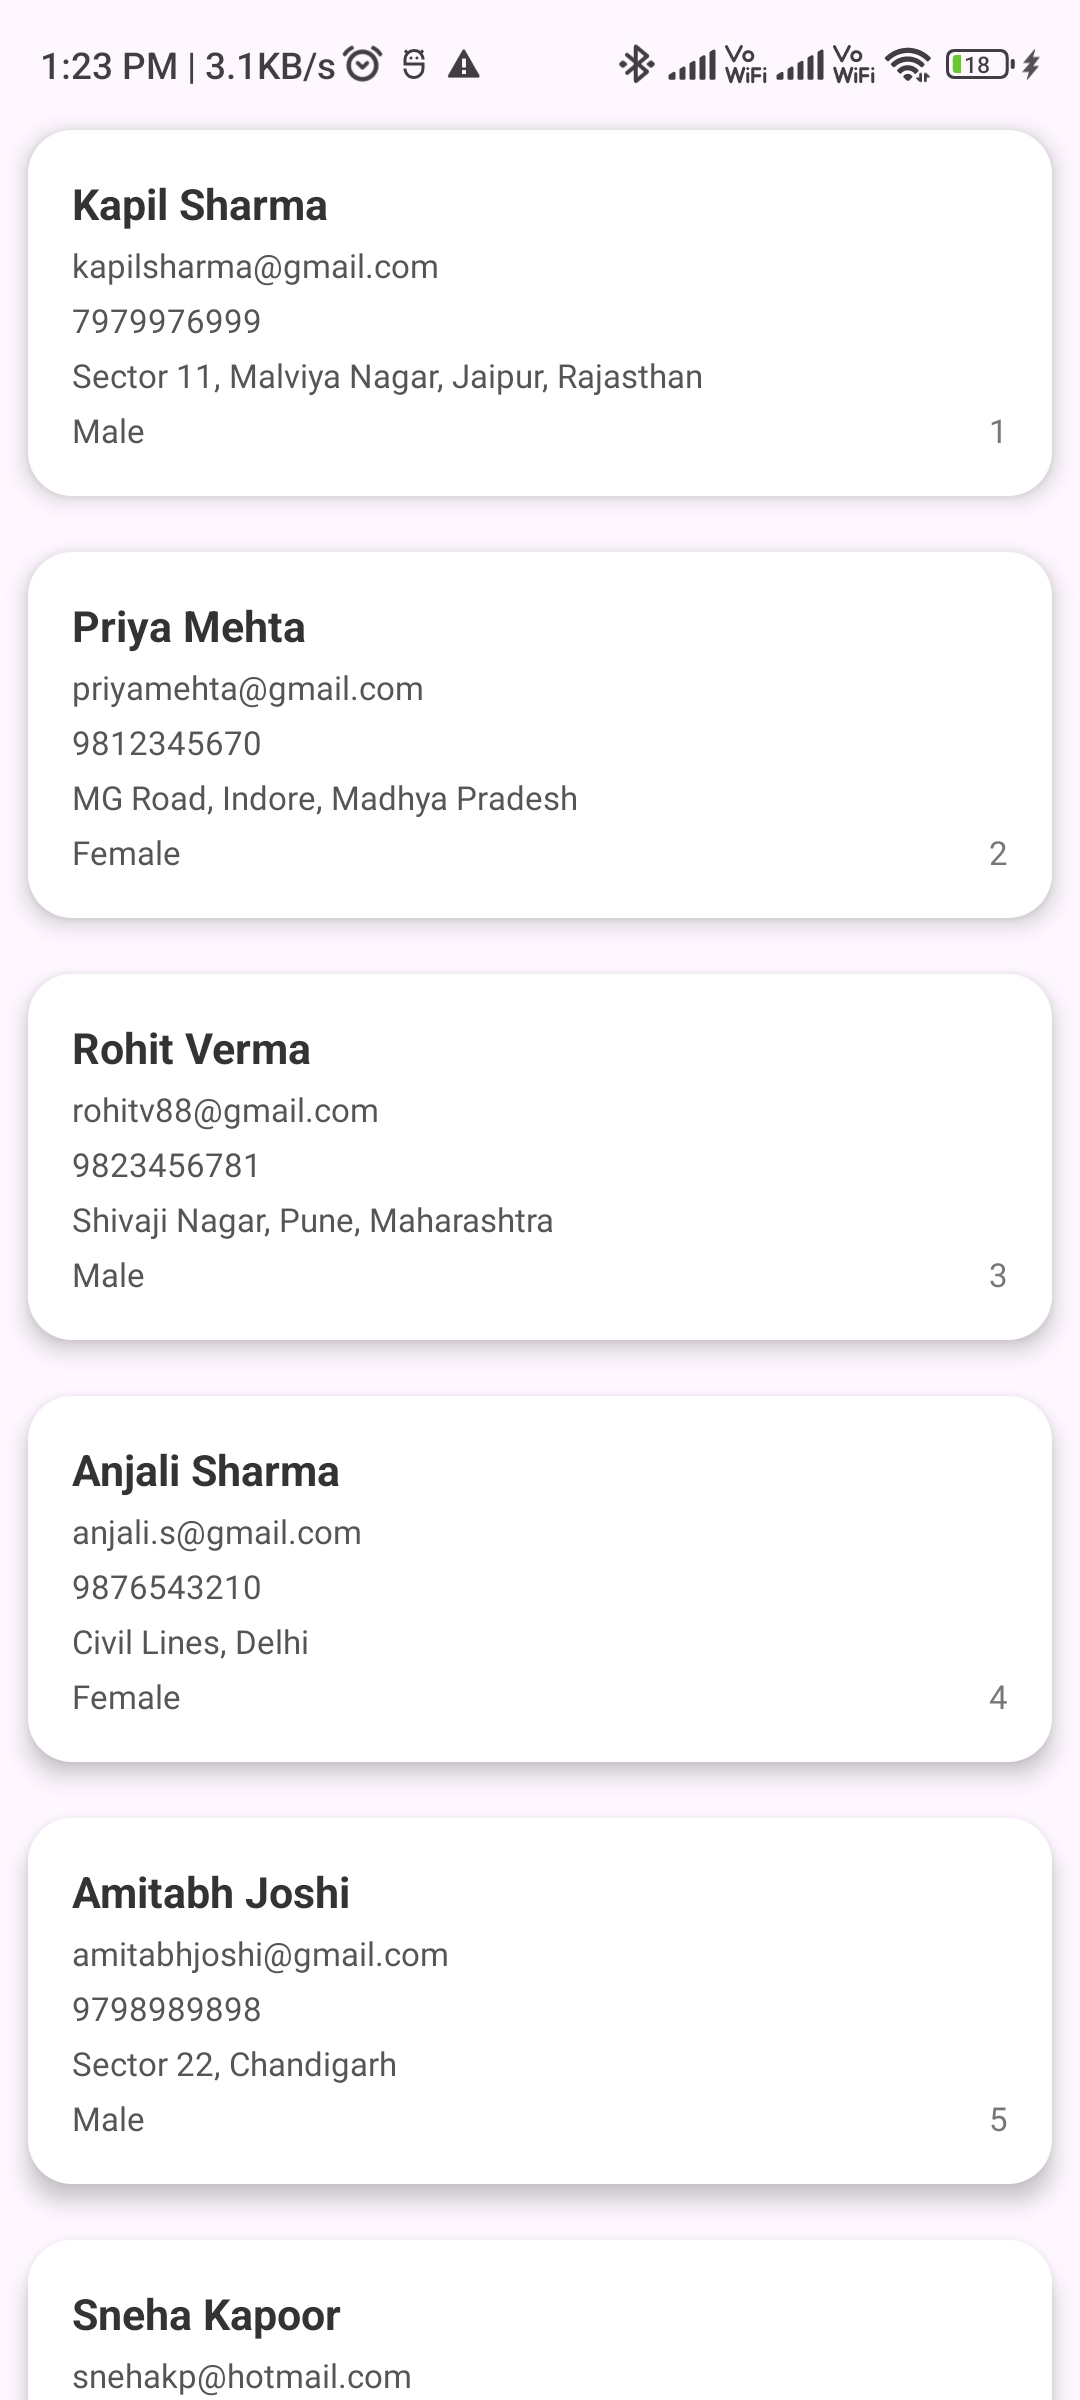 1:23 PM | 3.1KB/s Vo WiFi Vo WiFi 18
Kapil Sharma
kapilsharma@gmail.com
7979976999
Sector 11, Malviya Nagar, Jaipur, Rajasthan
Male 1
Priya Mehta
priyamehta@gmail.com
9812345670
MG Road, Indore, Madhya Pradesh
Female 2
Rohit Verma
rohitv88@gmail.com
9823456781
Shivaji Nagar, Pune, Maharashtra
Male 3
Anjali Sharma
anjali.s@gmail.com
9876543210
Civil Lines, Delhi
Female 4
Amitabh Joshi
amitabhjoshi@gmail.com
9798989898
Sector 22, Chandigarh
Male 5
Sneha Kapoor
snehakp@hotmail.com